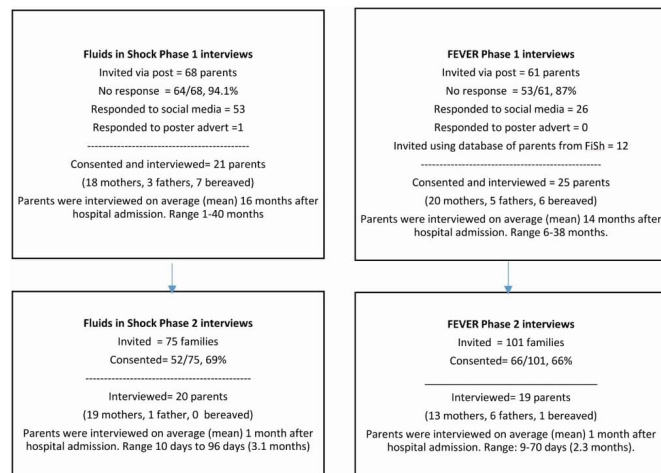 Fluids in Shock Phase 1 interviews
Invited via post = 68 parents
No response = 64/68, 94.1%
Responded to social media = 53
Responded to poster advert =1
--------------------------------------------
Consented and interviewed= 21 parents
(18 mothers, 3 fathers, 7 bereaved)
Parents were interviewed on average (mean) 16 months after
hospital admission. Range 1-40 months
FEVER Phase 1 interviews
Invited via post = 61 parents
No response = 53/61, 87%
Responded to social media = 26
Responded to poster advert = 0
Invited using database of parents from FiSh = 12
--------------------------------------------
Consented and interviewed = 25 parents
(20 mothers, 5 fathers, 6 bereaved)
Parents were interviewed on average (mean) 14 months after
hospital admission. Range 6-38 months.
Fluids in Shock Phase 2 interviews
Invited = 75 families
Consented= 52/75, 69%
--------------------------------------------
Interviewed= 20 parents
(19 mothers, 1 father, 0 bereaved)
Parents were interviewed on average (mean) 1 month after
hospital admission. Range 10 days to 96 days (3.1 months)
FEVER Phase 2 interviews
Invited = 101 families
Consented= 66/101, 66%
Interviewed= 19 parents
(13 mothers, 6 fathers, 1 bereaved)
Parents were interviewed on average (mean) 1 month after
hospital admission. Range: 9-70 days (2.3 months).